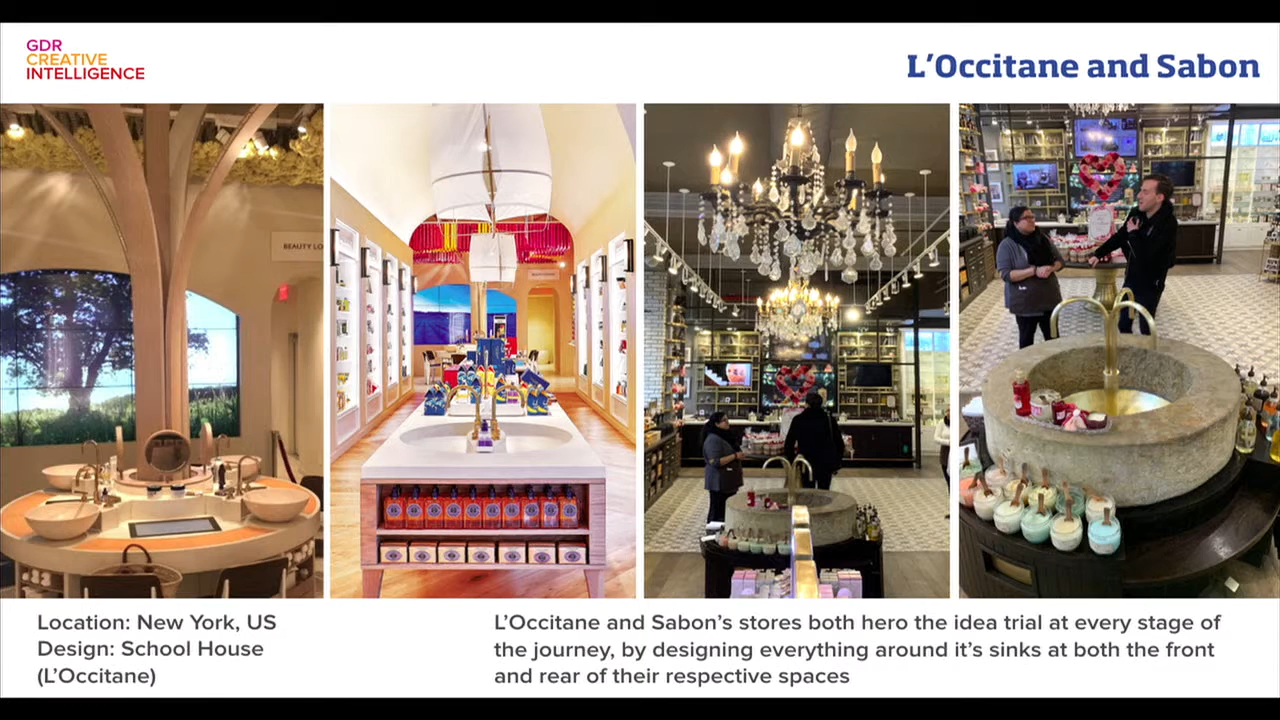 GDR
CREATIVE
INTELLIGENCE
L’Occitane and Sabon
BEAUTY LO
Location: New York, US
Design: School House
(L’Occitane)
L’Occitane and Sabon’s stores both hero the idea trial at every stage of
the journey, by designing everything around it’s sinks at both the front
and rear of their respective spaces